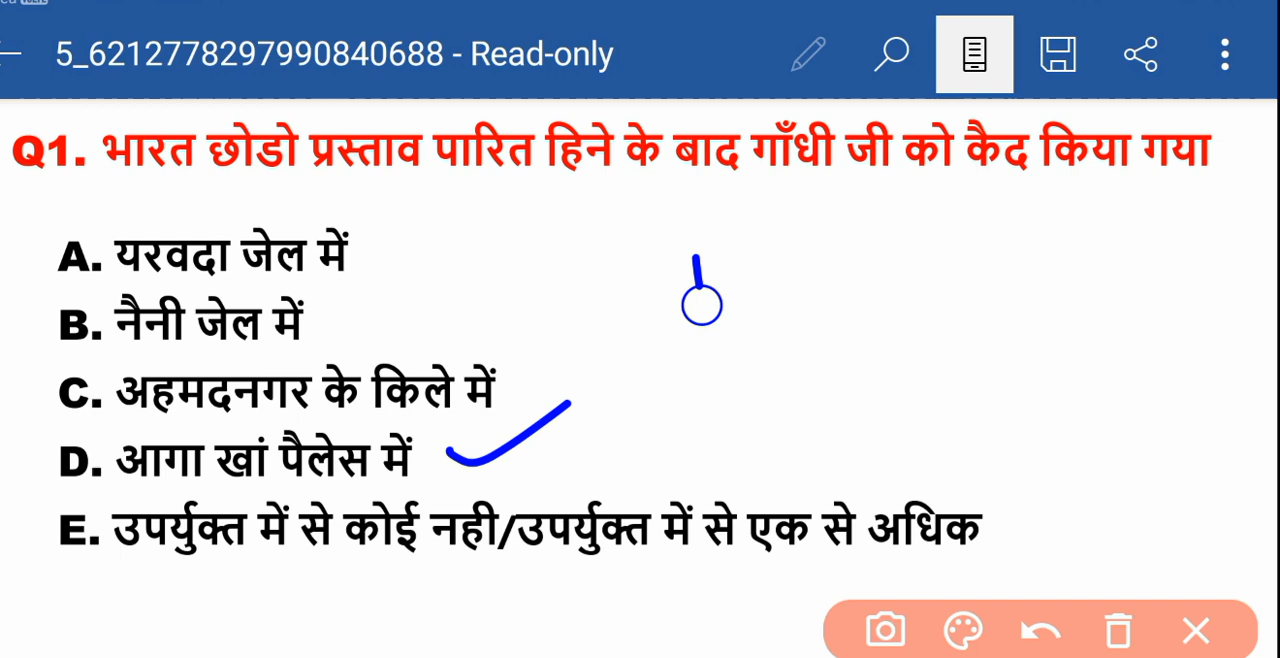 5_6212778297990840688 - Read-only
Q1. भारत छोडो प्रस्ताव पारित हिने के बाद गाँधी जी को कैद किया गया
A. यरवदा जेल में
B. नैनी जेल में
C. अहमदनगर के किले में
D. आगा खां पैलेस में
E. उपर्युक्त में से कोई नही/उपर्युक्त में से एक से अधिक